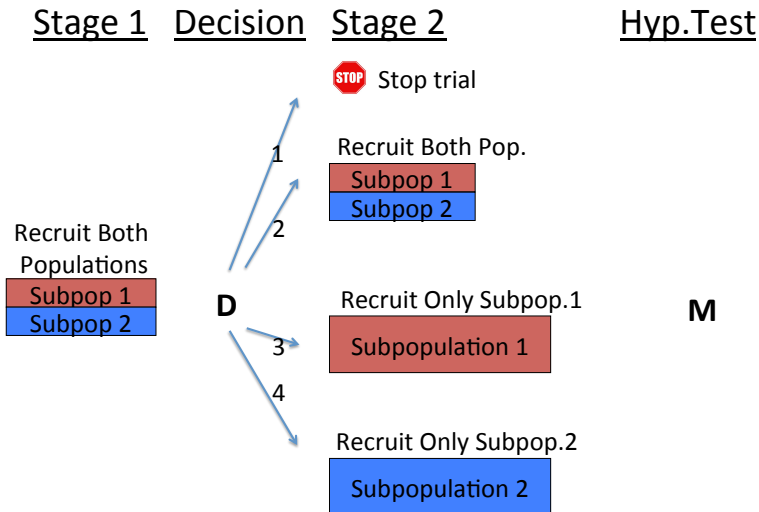 Stage 1 Decision Stage 2 Hyp.Test
STOP Stop trial
1
Recruit Both Pop.
Subpop 1
Subpop 2
2
Recruit Both
Populations
Subpop 1
Subpop 2
D
Recruit Only Subpop.1
Subpopulation 1
3
M
4
Recruit Only Subpop.2
Subpopulation 2